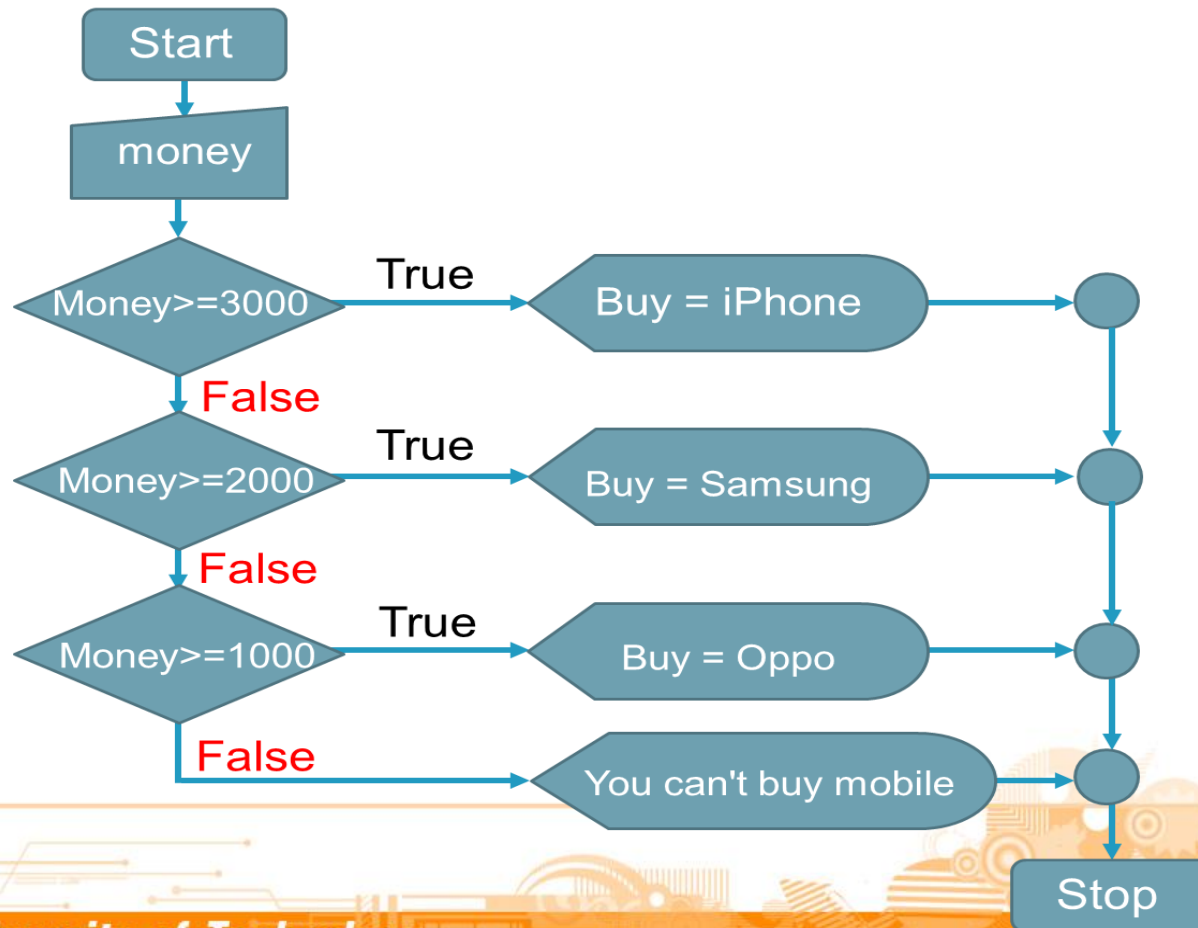 Start
money
Money>=3000
True
Buy = iPhone
False
Money>=2000
True
Buy = Samsung
False
Money>=1000
True
Buy = Oppo
False
You can't buy mobile
Stop